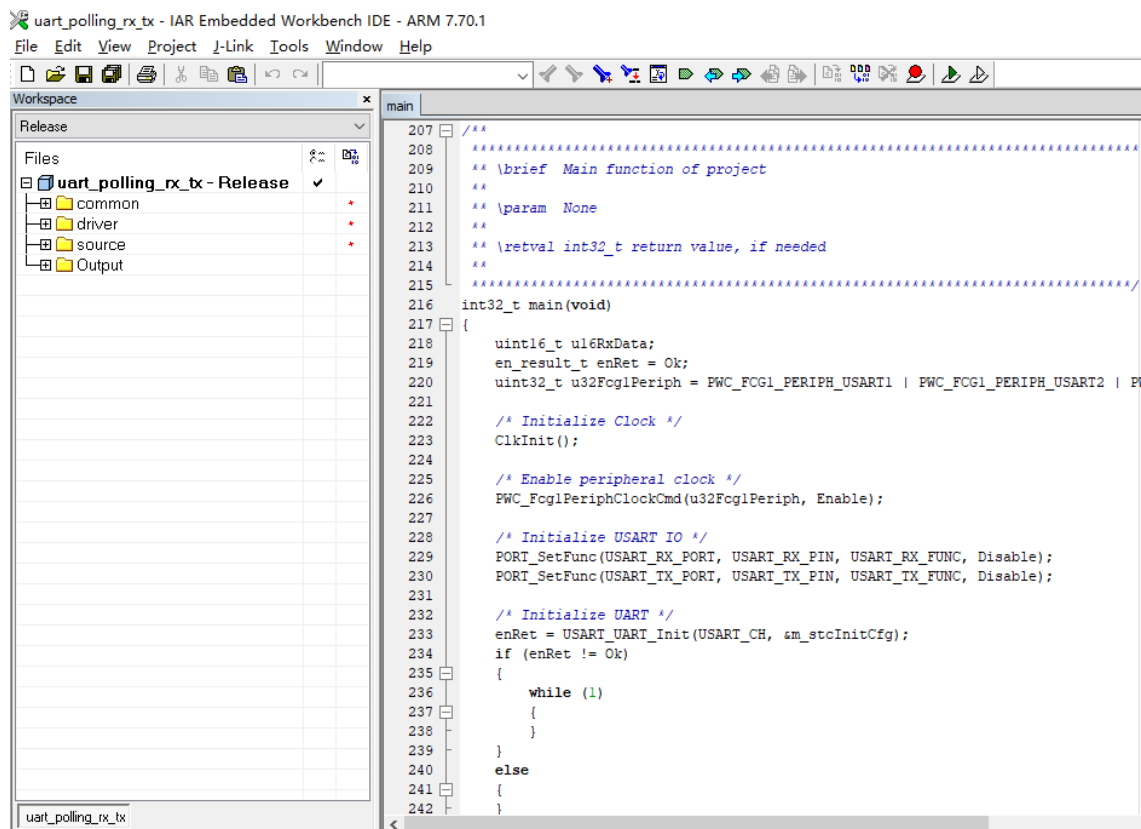 uart_polling_rx_tx - IAR Embedded Workbench IDE - ARM 7.70.1
File Edit View Project J-Link Tools Window Help
Workspace
Release
Files
uart_polling_rx_tx - Release
common
driver
source
Output
uart_polling_rx_tx
main
207 /**
208 *******************************************************************************
209 ** \brief  Main function of project
210 **
211 ** \param  None
212 **
213 ** \retval int32_t return value, if needed
214 **
215 ******************************************************************************/
216 int32_t main(void)
217 {
218     uint16_t u16RxData;
219     en_result_t enRet = Ok;
220     uint32_t u32Fcg1Periph = PWC_FCG1_PERIPH_USART1 | PWC_FCG1_PERIPH_USART2 |
221
222     /* Initialize Clock */
223     ClkInit();
224
225     /* Enable peripheral clock */
226     PWC_Fcg1PeriphClockCmd(u32Fcg1Periph, Enable);
227
228     /* Initialize USART IO */
229     PORT_SetFunc(USART_RX_PORT, USART_RX_PIN, USART_RX_FUNC, Disable);
230     PORT_SetFunc(USART_TX_PORT, USART_TX_PIN, USART_TX_FUNC, Disable);
231
232     /* Initialize UART */
233     enRet = USART_UART_Init(USART_CH, &m_stcInitCfg);
234     if (enRet != Ok)
235     {
236         while (1)
237         {
238         }
239     }
240     else
241     {
242     }